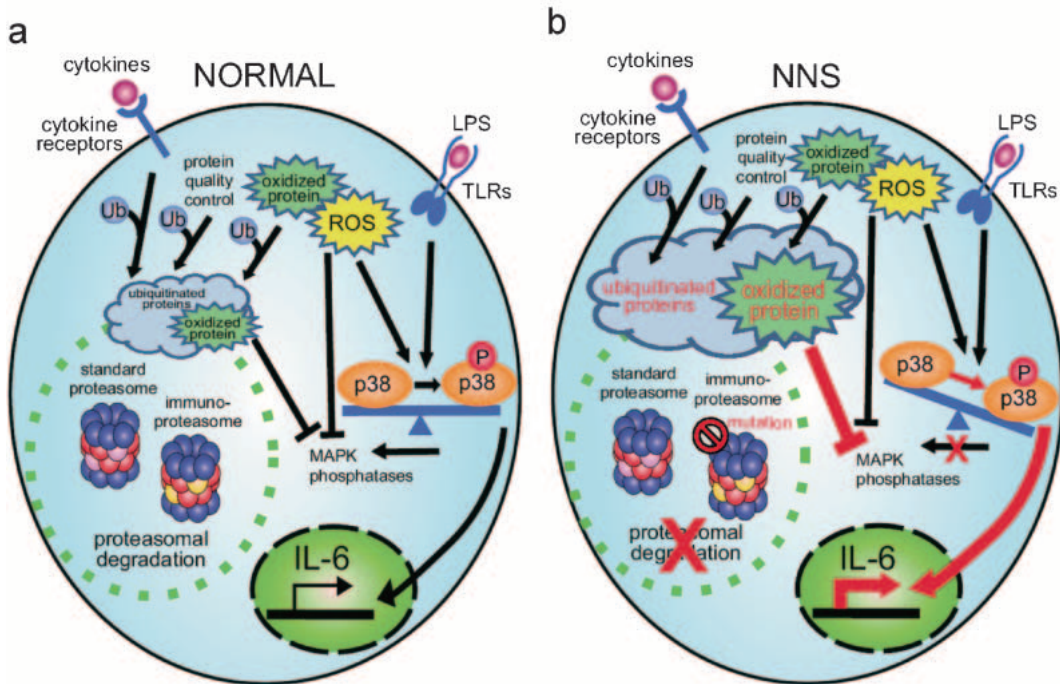 a
cytokines
NORMAL
cytokine
receptors
LPS
TLRs
protein
quality
control
oxidized
protein
ROS
Ub
Ub
Ub
ubiquitinated
proteins
oxidized
protein
standard
proteasome
immuno-
proteasome
proteasomal
degradation
p38
p38
P
MAPK
phosphatases
IL-6
b
cytokines
NNS
cytokine
receptors
LPS
TLRs
protein
quality
control
oxidized
protein
ROS
Ub
Ub
Ub
ubiquitinated
proteins
oxidized
protein
standard
proteasome
immuno-
proteasome
mutation
proteasomal
degradation
p38
p38
P
MAPK
phosphatases
IL-6